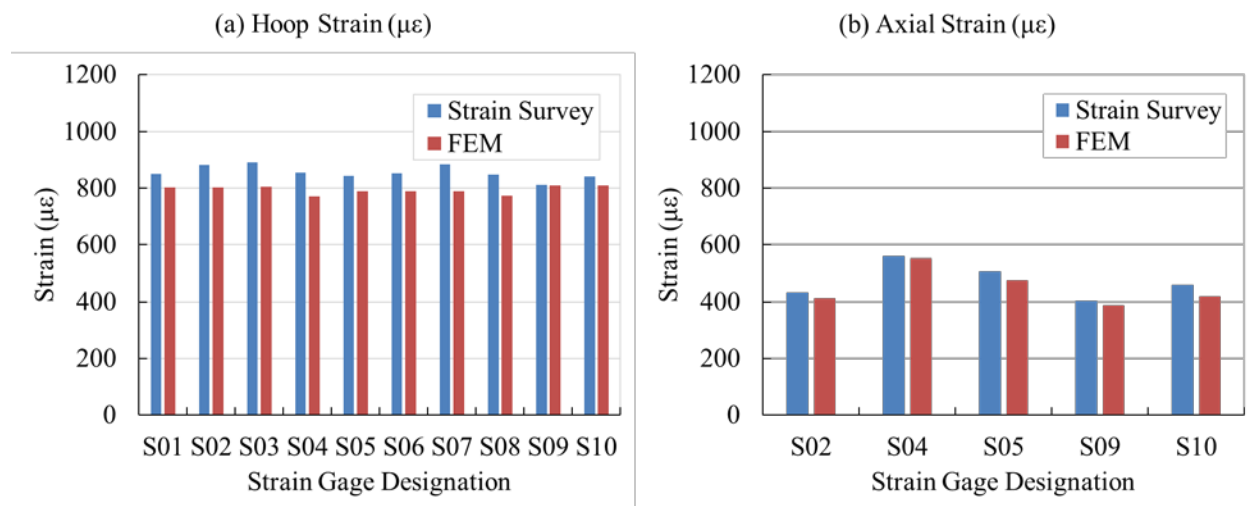 (a) Hoop Strain (με)
1200
1000
800
600
400
200
0
Strain (με)
Strain Survey
FEM
S01 S02 S03 S04 S05 S06 S07 S08 S09 S10
Strain Gage Designation
(b) Axial Strain (με)
1200
1000
800
600
400
200
0
Strain (με)
Strain Survey
FEM
S02 S04 S05 S09 S10
Strain Gage Designation